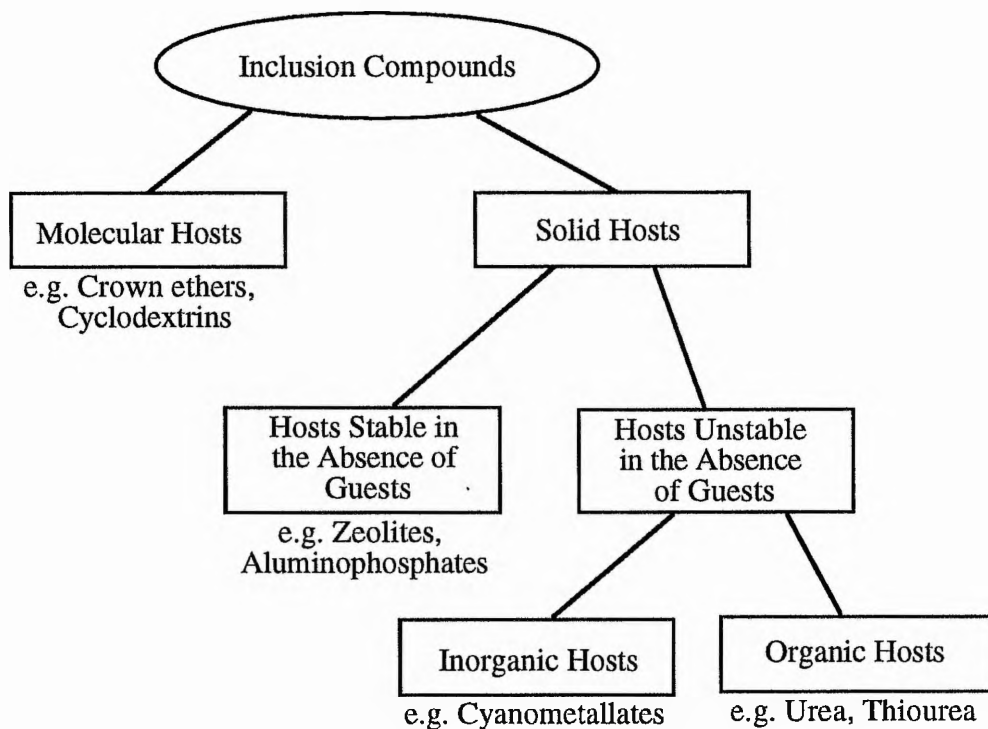 Inclusion Compounds
Molecular Hosts
e.g. Crown ethers,
Cyclodextrins
Solid Hosts
Hosts Stable in
the Absence of
Guests
e.g. Zeolites,
Aluminophosphates
Hosts Unstable
in the Absence
of Guests
Inorganic Hosts
e.g. Cyanometallates
Organic Hosts
e.g. Urea, Thiourea